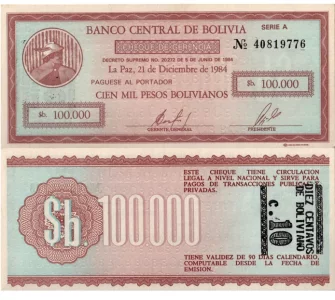 BANCO CENTRAL DE BOLIVIA
SERIE A
CHEQUE DE GERENCIA
Nº 40819776
DECRETO SUPREMO NO. 20272 DE 5 DE JUNIO DE 1984
La Paz, 21 de Diciembre de 1984
PAGUESE AL PORTADOR
$b. 100.000
CIEN MIL PESOS BOLIVIANOS
$b. 100.000
GERENTE GENERAL
PRESIDENTE
ESTE CHEQUE TIENE CIRCULACION
LEGAL A NIVEL NACIONAL Y SIRVE PARA
PAGOS DE TRANSACCIONES PUBLIC
PRIVADAS.
$b 100.000
DIEZ CENTAVOS
DE BOLIVIANO
c. 10
TIENE VALIDEZ DE 90 DIAS CALENDARIO,
COMPUTABLE DESDE LA FECHA DE
EMISION.